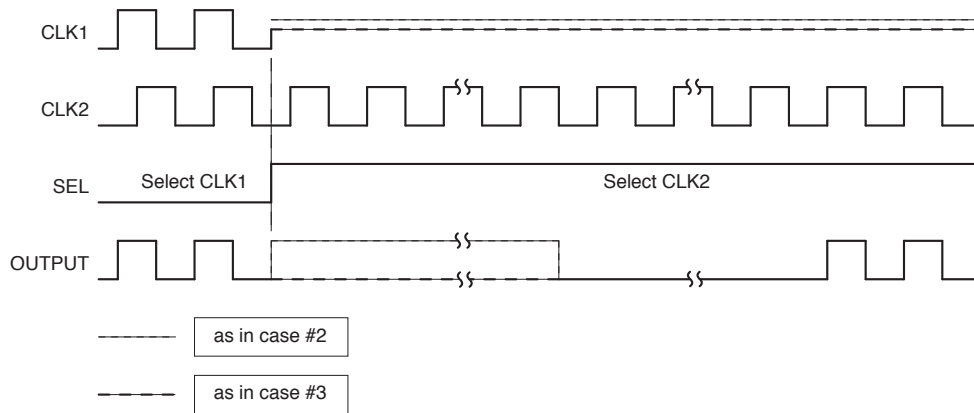 CLK1
CLK2
SEL
Select CLK1
Select CLK2
OUTPUT
as in case #2
as in case #3